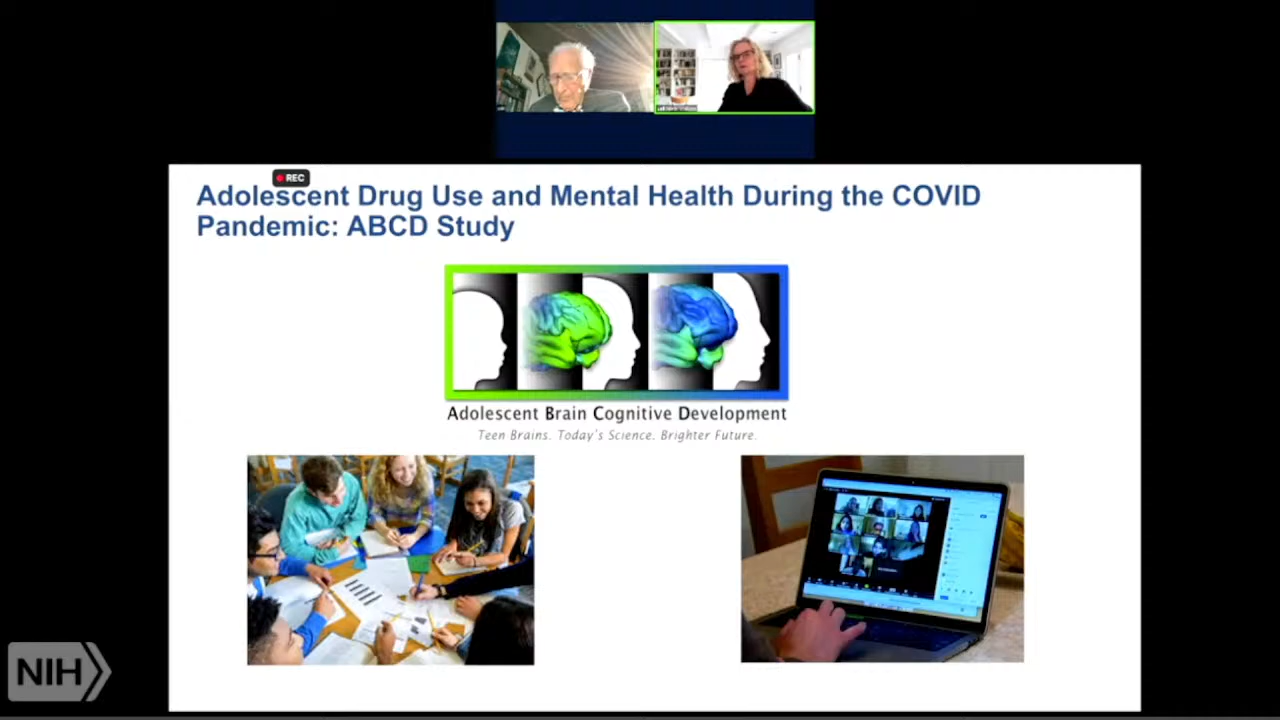 REC
Adolescent Drug Use and Mental Health During the COVID
Pandemic: ABCD Study
Adolescent Brain Cognitive Development
Teen Brains. Today's Science. Brighter Future.
NIH